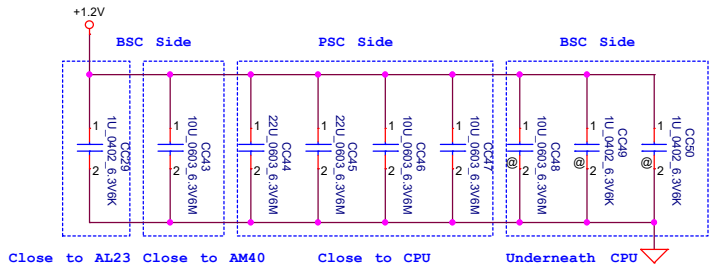 +1.2V
BSC Side
PSC Side
BSC Side
1
2
CC29
1U_0402_6.3V6K
1
2
CC43
10U_0603_6.3V6M
1
2
CC44
22U_0603_6.3V6M
1
2
CC45
22U_0603_6.3V6M
1
2
CC46
10U_0603_6.3V6M
1
2
CC47
10U_0603_6.3V6M
1
@
2
CC48
10U_0603_6.3V6M
1
@
2
CC49
1U_0402_6.3V6K
1
@
2
CC50
1U_0402_6.3V6K
Close to AL23
Close to AM40
Close to CPU
Underneath CPU